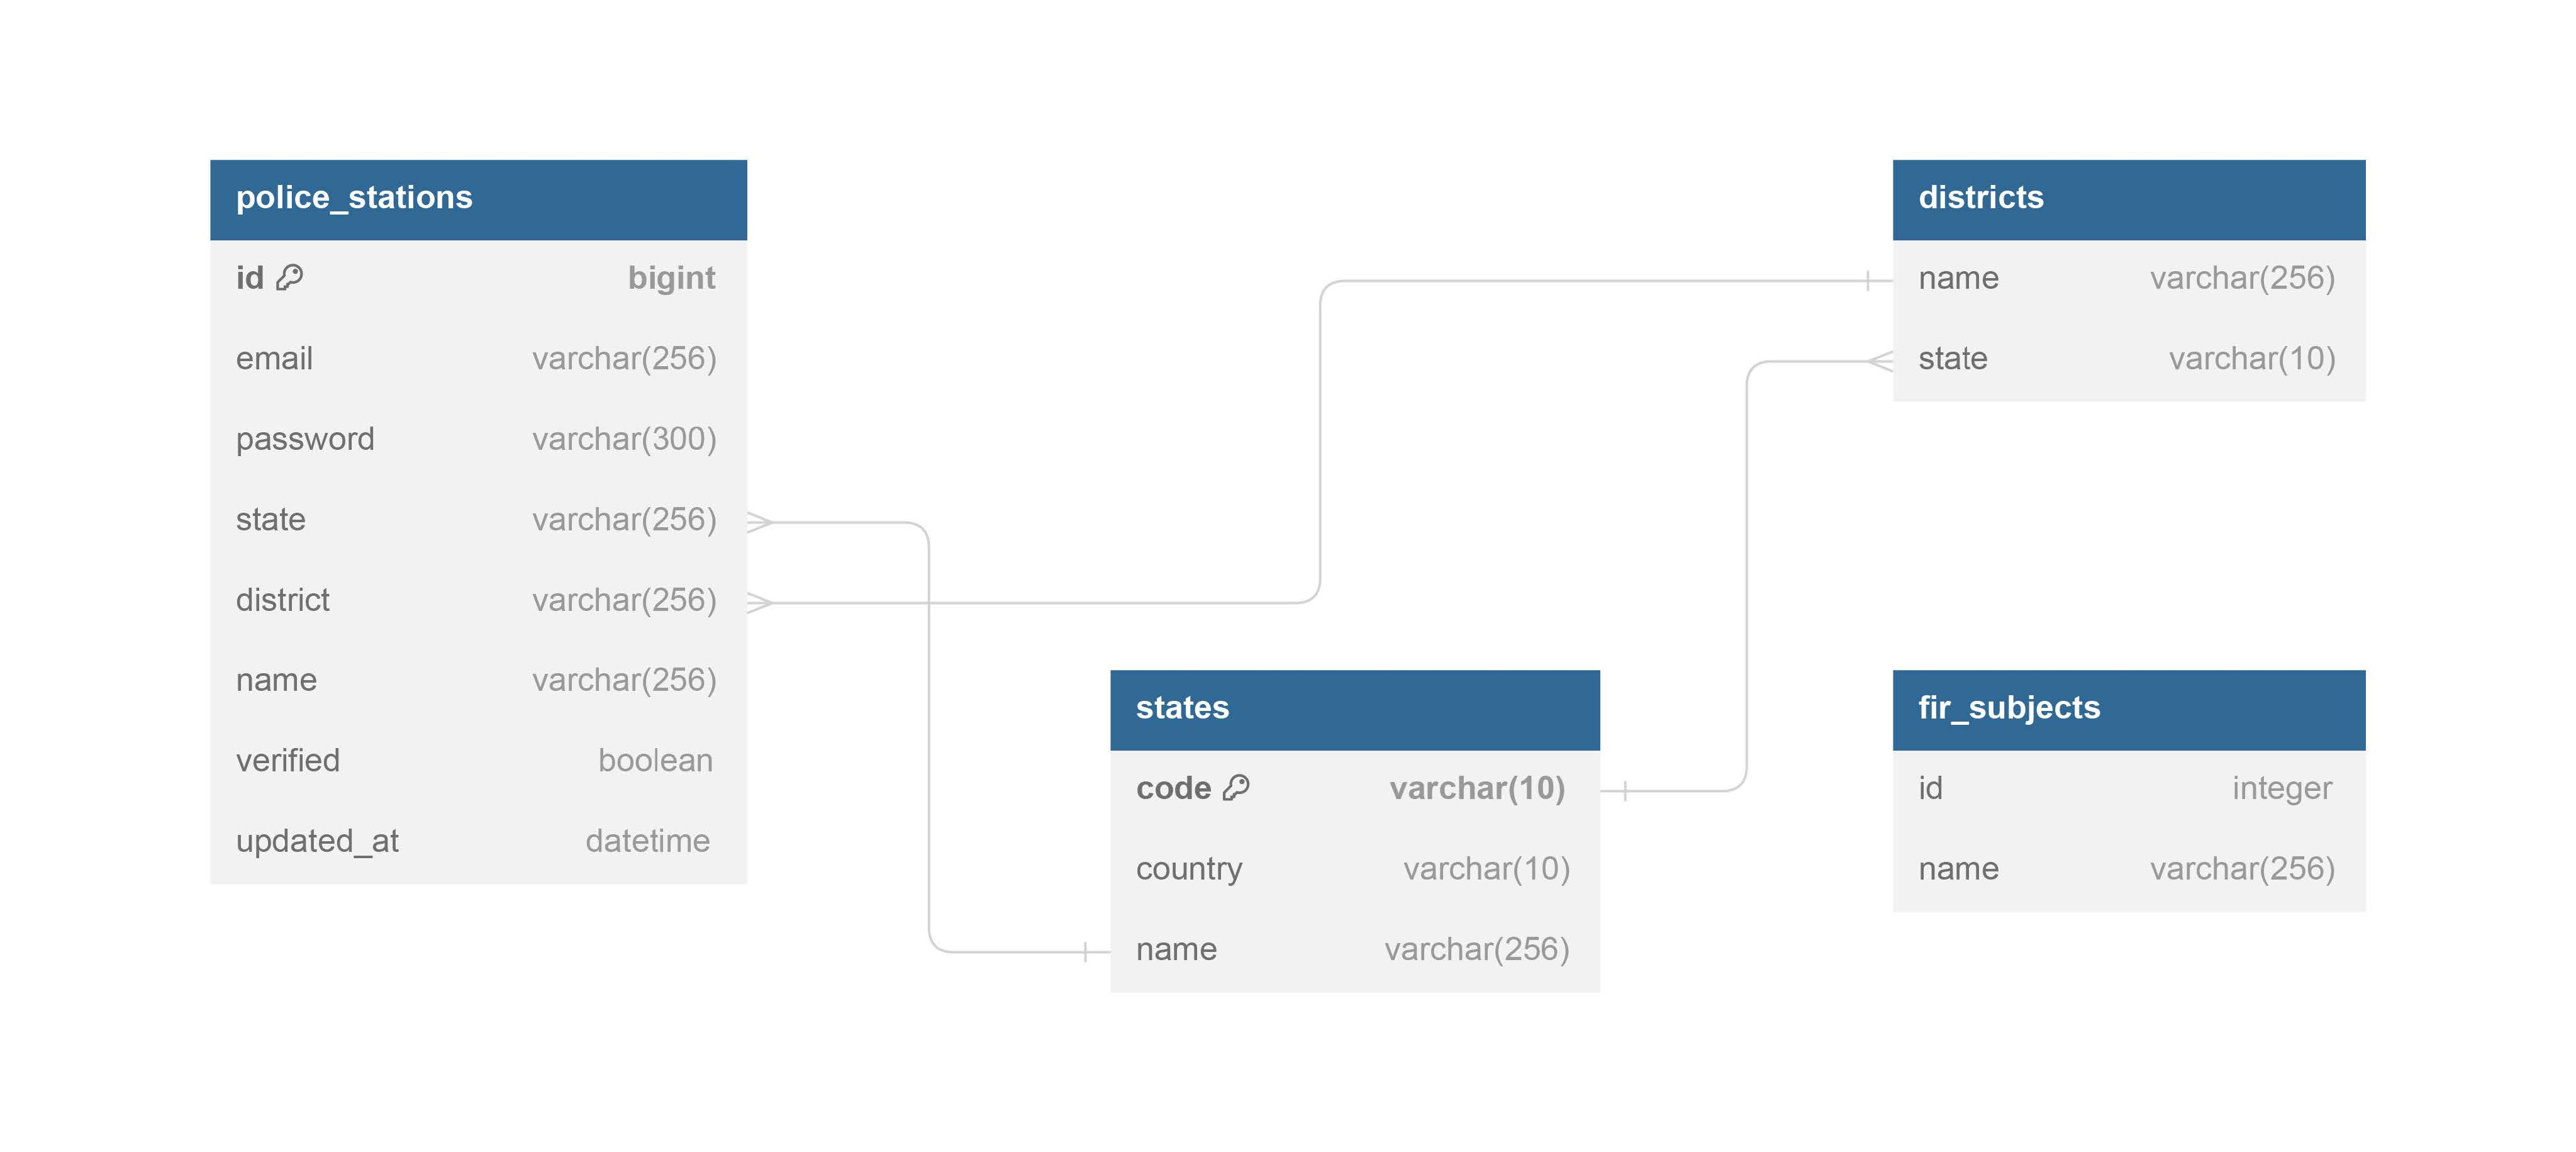 police_stations
id bigint
email varchar(256)
password varchar(300)
state varchar(256)
district varchar(256)
name varchar(256)
verified boolean
updated_at datetime
districts
name varchar(256)
state varchar(10)
states
code varchar(10)
country varchar(10)
name varchar(256)
fir_subjects
id integer
name varchar(256)